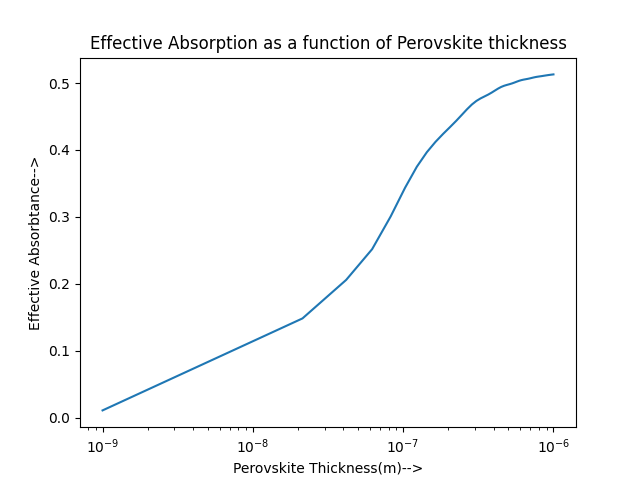 Effective Absorption as a function of Perovskite thickness
Effective Absorbtance-->
0.5
0.4
0.3
0.2
0.1
0.0
10⁻⁹ 10⁻⁸ 10⁻⁷ 10⁻⁶
Perovskite Thickness(m)-->